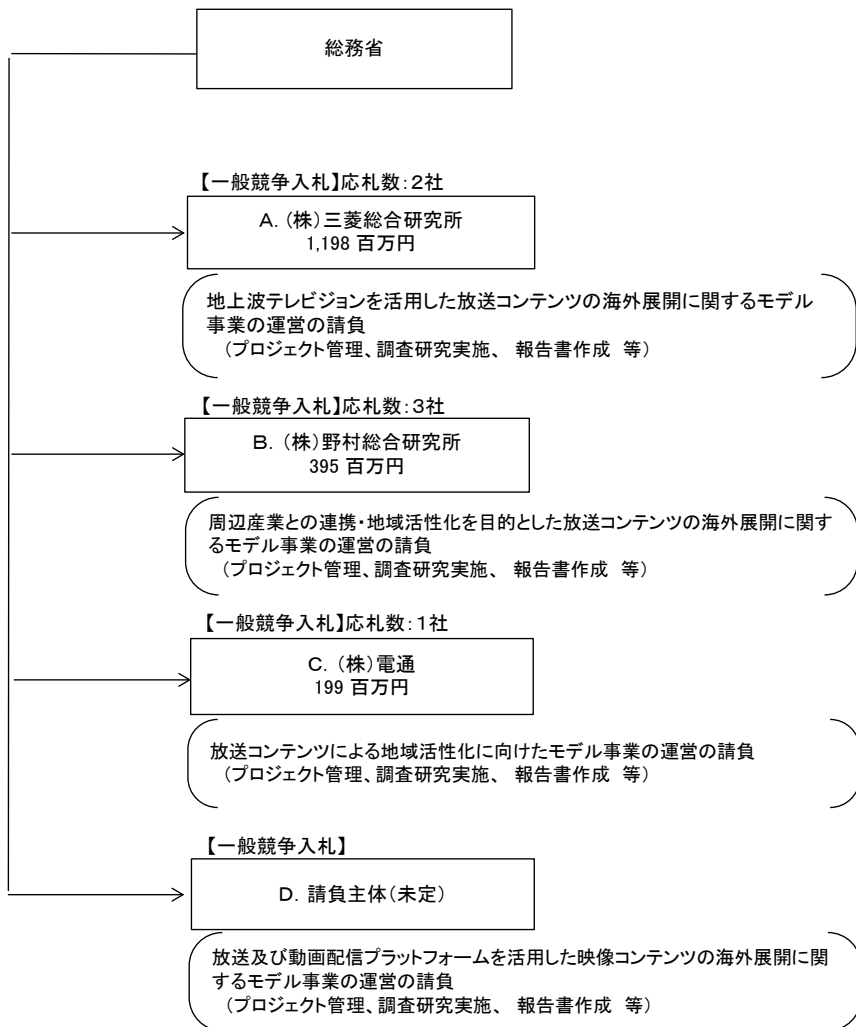 総務省
【一般競争入札】応札数：2社
A. （株）三菱総合研究所
1,198 百万円
地上波テレビジョンを活用した放送コンテンツの海外展開に関するモデル
事業の運営の請負
（プロジェクト管理、調査研究実施、 報告書作成 等）
【一般競争入札】応札数：3社
B. （株）野村総合研究所
395 百万円
周辺産業との連携・地域活性化を目的とした放送コンテンツの海外展開に関す
るモデル事業の運営の請負
（プロジェクト管理、調査研究実施、 報告書作成 等）
【一般競争入札】応札数：1社
C. （株）電通
199 百万円
放送コンテンツによる地域活性化に向けたモデル事業の運営の請負
（プロジェクト管理、調査研究実施、 報告書作成 等）
【一般競争入札】
D. 請負主体（未定）
放送及び動画配信プラットフォームを活用した映像コンテンツの海外展開に関
するモデル事業の運営の請負
（プロジェクト管理、調査研究実施、 報告書作成 等）